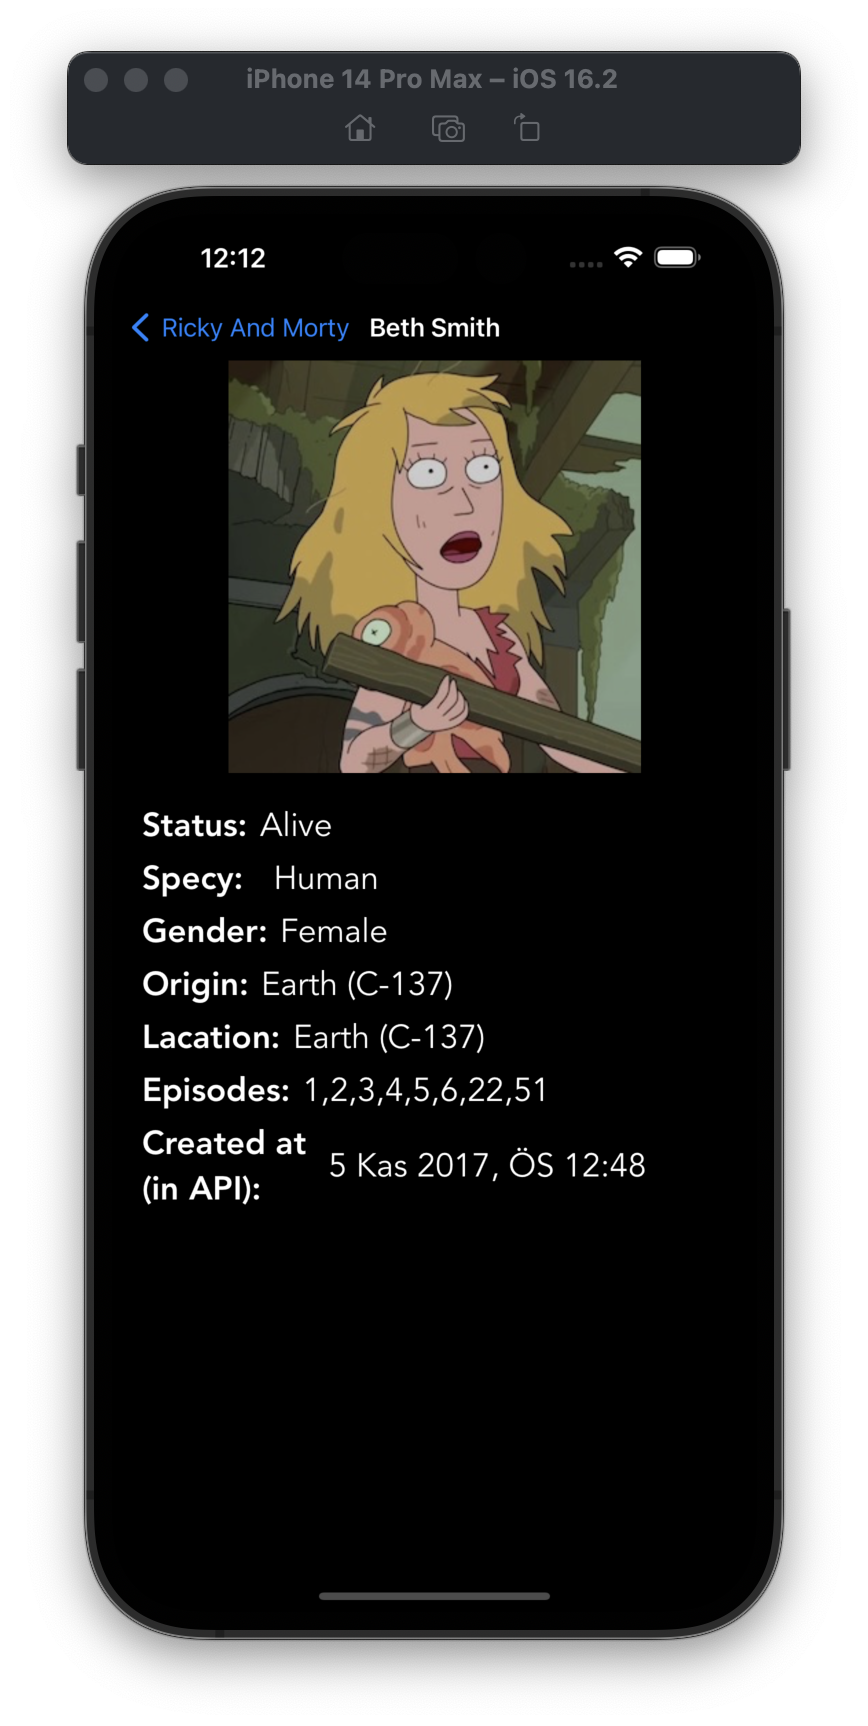 iPhone 14 Pro Max – iOS 16.2
12:12
Ricky And Morty Beth Smith
Status: Alive
Specy: Human
Gender: Female
Origin: Earth (C-137)
Lacation: Earth (C-137)
Episodes: 1,2,3,4,5,6,22,51
Created at
(in API): 5 Kas 2017, ÖS 12:48